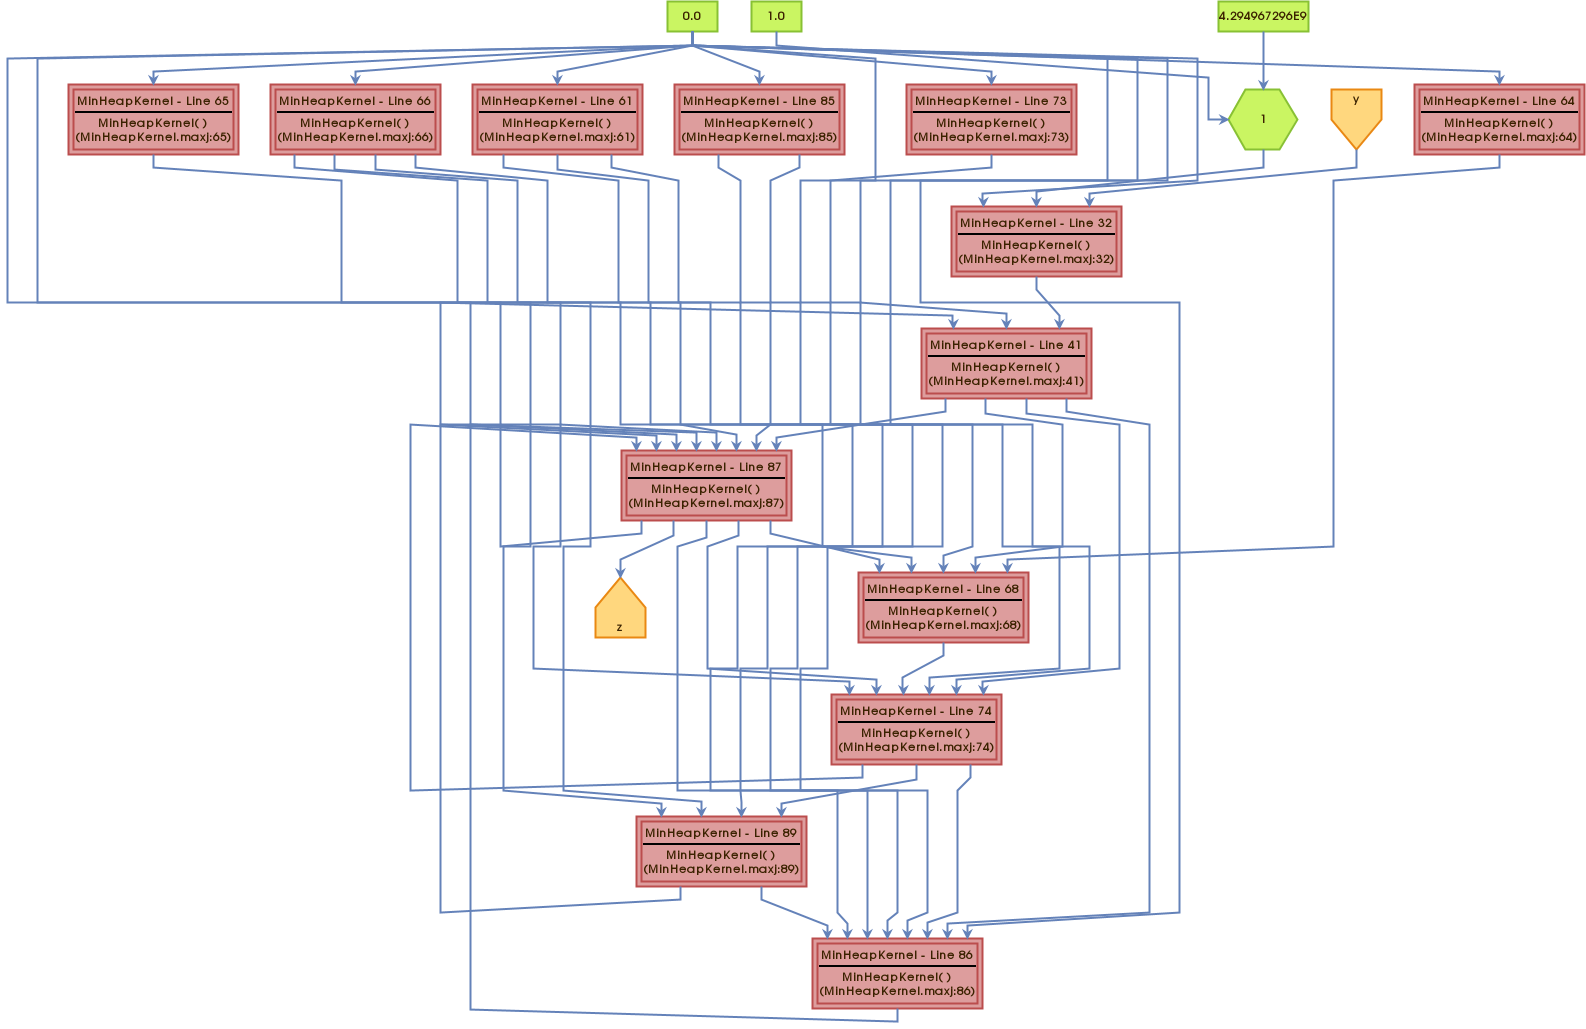 0.0
1.0
4.294967296E9
MinHeapKernel - Line 65
MinHeapKernel()
(MinHeapKernel.maxj:65)
MinHeapKernel - Line 66
MinHeapKernel()
(MinHeapKernel.maxj:66)
MinHeapKernel - Line 61
MinHeapKernel()
(MinHeapKernel.maxj:61)
MinHeapKernel - Line 85
MinHeapKernel()
(MinHeapKernel.maxj:85)
MinHeapKernel - Line 73
MinHeapKernel()
(MinHeapKernel.maxj:73)
1
y
MinHeapKernel - Line 64
MinHeapKernel()
(MinHeapKernel.maxj:64)
MinHeapKernel - Line 32
MinHeapKernel()
(MinHeapKernel.maxj:32)
MinHeapKernel - Line 41
MinHeapKernel()
(MinHeapKernel.maxj:41)
MinHeapKernel - Line 87
MinHeapKernel()
(MinHeapKernel.maxj:87)
z
MinHeapKernel - Line 68
MinHeapKernel()
(MinHeapKernel.maxj:68)
MinHeapKernel - Line 74
MinHeapKernel()
(MinHeapKernel.maxj:74)
MinHeapKernel - Line 89
MinHeapKernel()
(MinHeapKernel.maxj:89)
MinHeapKernel - Line 86
MinHeapKernel()
(MinHeapKernel.maxj:86)